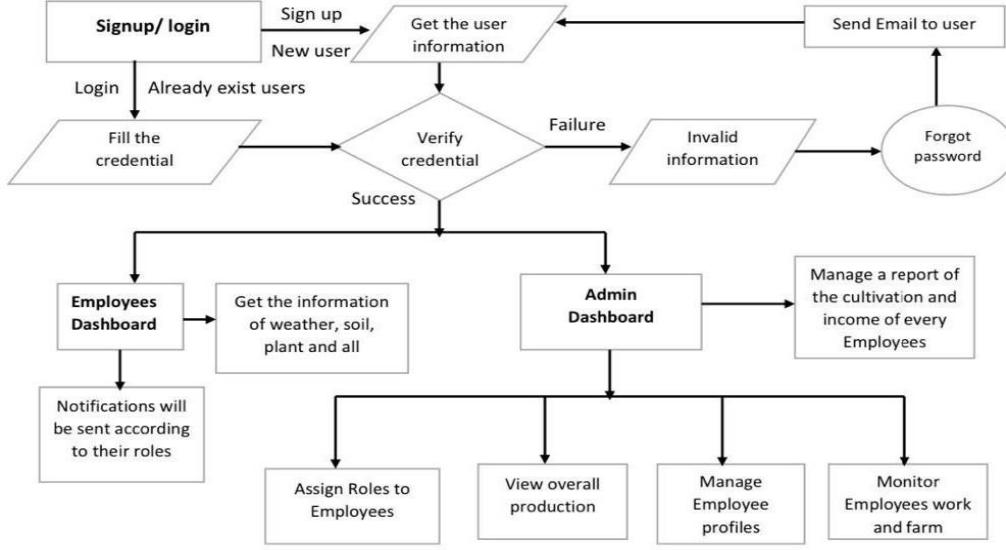 Signup/ login
Sign up
New user
Get the user
information
Send Email to user
Login
Already exist users
Fill the
credential
Verify
credential
Failure
Invalid
information
Forgot
password
Success
Employees
Dashboard
Get the information
of weather, soil,
plant and all
Admin
Dashboard
Manage a report of
the cultivation and
income of every
Employees
Notifications will
be sent according
to their roles
Assign Roles to
Employees
View overall
production
Manage
Employee
profiles
Monitor
Employees work
and farm